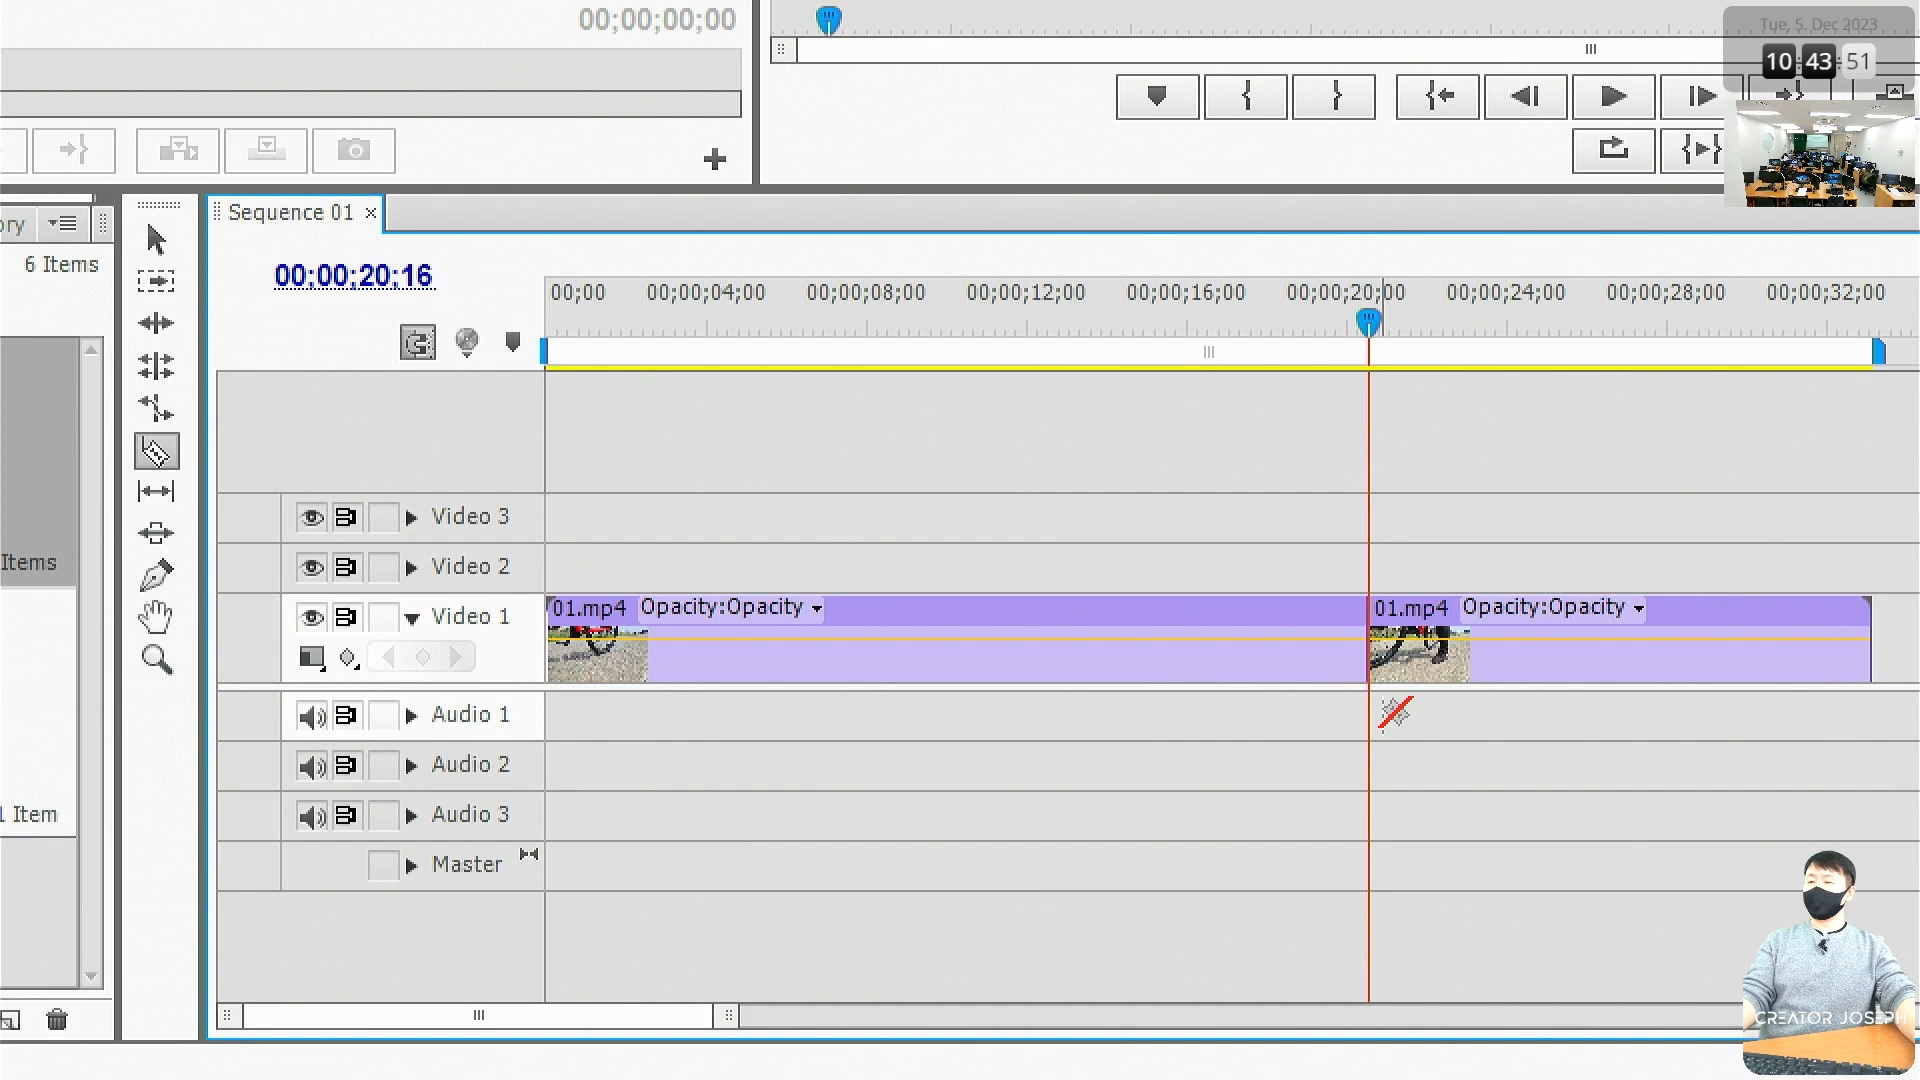 00;00;00;00
Tue, 5. Dec 2023
10 43 51
ory
6 Items
Items
1 Item
Sequence 01 ×
00;00;20;16
00;00 00;00;04;00 00;00;08;00 00;00;12;00 00;00;16;00 00;00;20;00 00;00;24;00 00;00;28;00 00;00;32;00
Video 3
Video 2
Video 1
01.mp4 Opacity:Opacity
01.mp4 Opacity:Opacity
Audio 1
Audio 2
Audio 3
Master
CREATOR JOSEPH